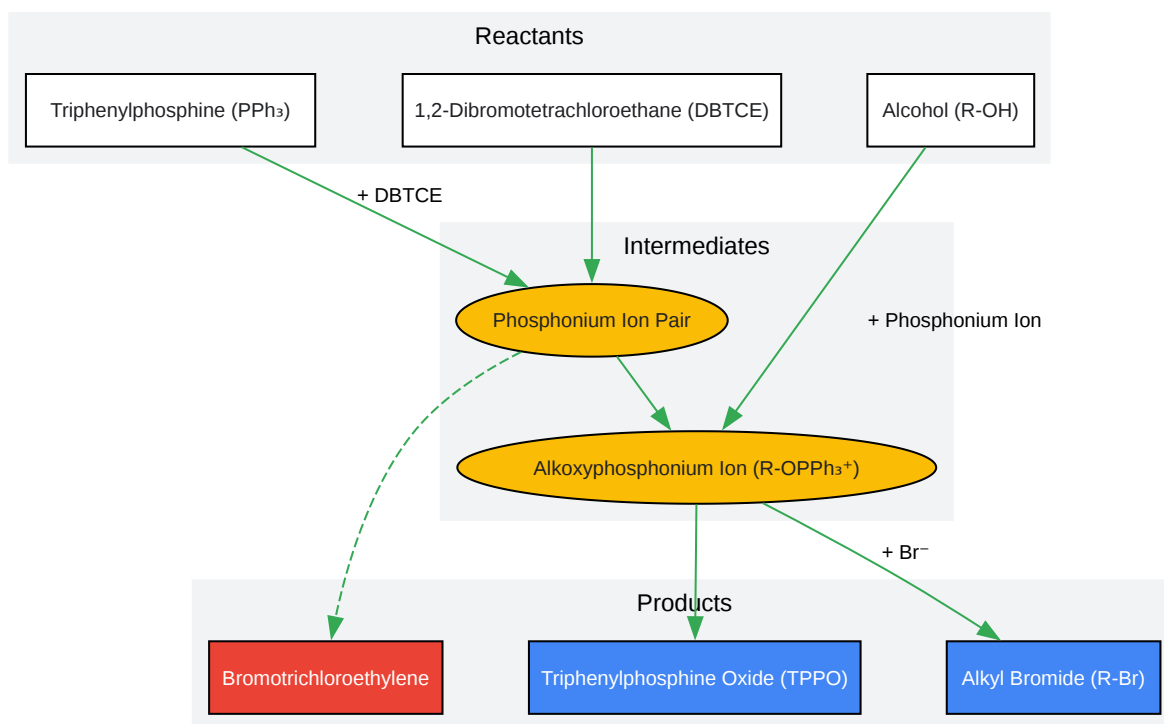 Reactants
Triphenylphosphine (PPh₃)
1,2-Dibromotetrachloroethane (DBTCE)
Alcohol (R-OH)
+ DBTCE
Intermediates
Phosphonium Ion Pair
+ Phosphonium Ion
Alkoxyphosphonium Ion (R-OPPh₃⁺)
+ Br⁻
Products
Bromotrichloroethylene
Triphenylphosphine Oxide (TPPO)
Alkyl Bromide (R-Br)